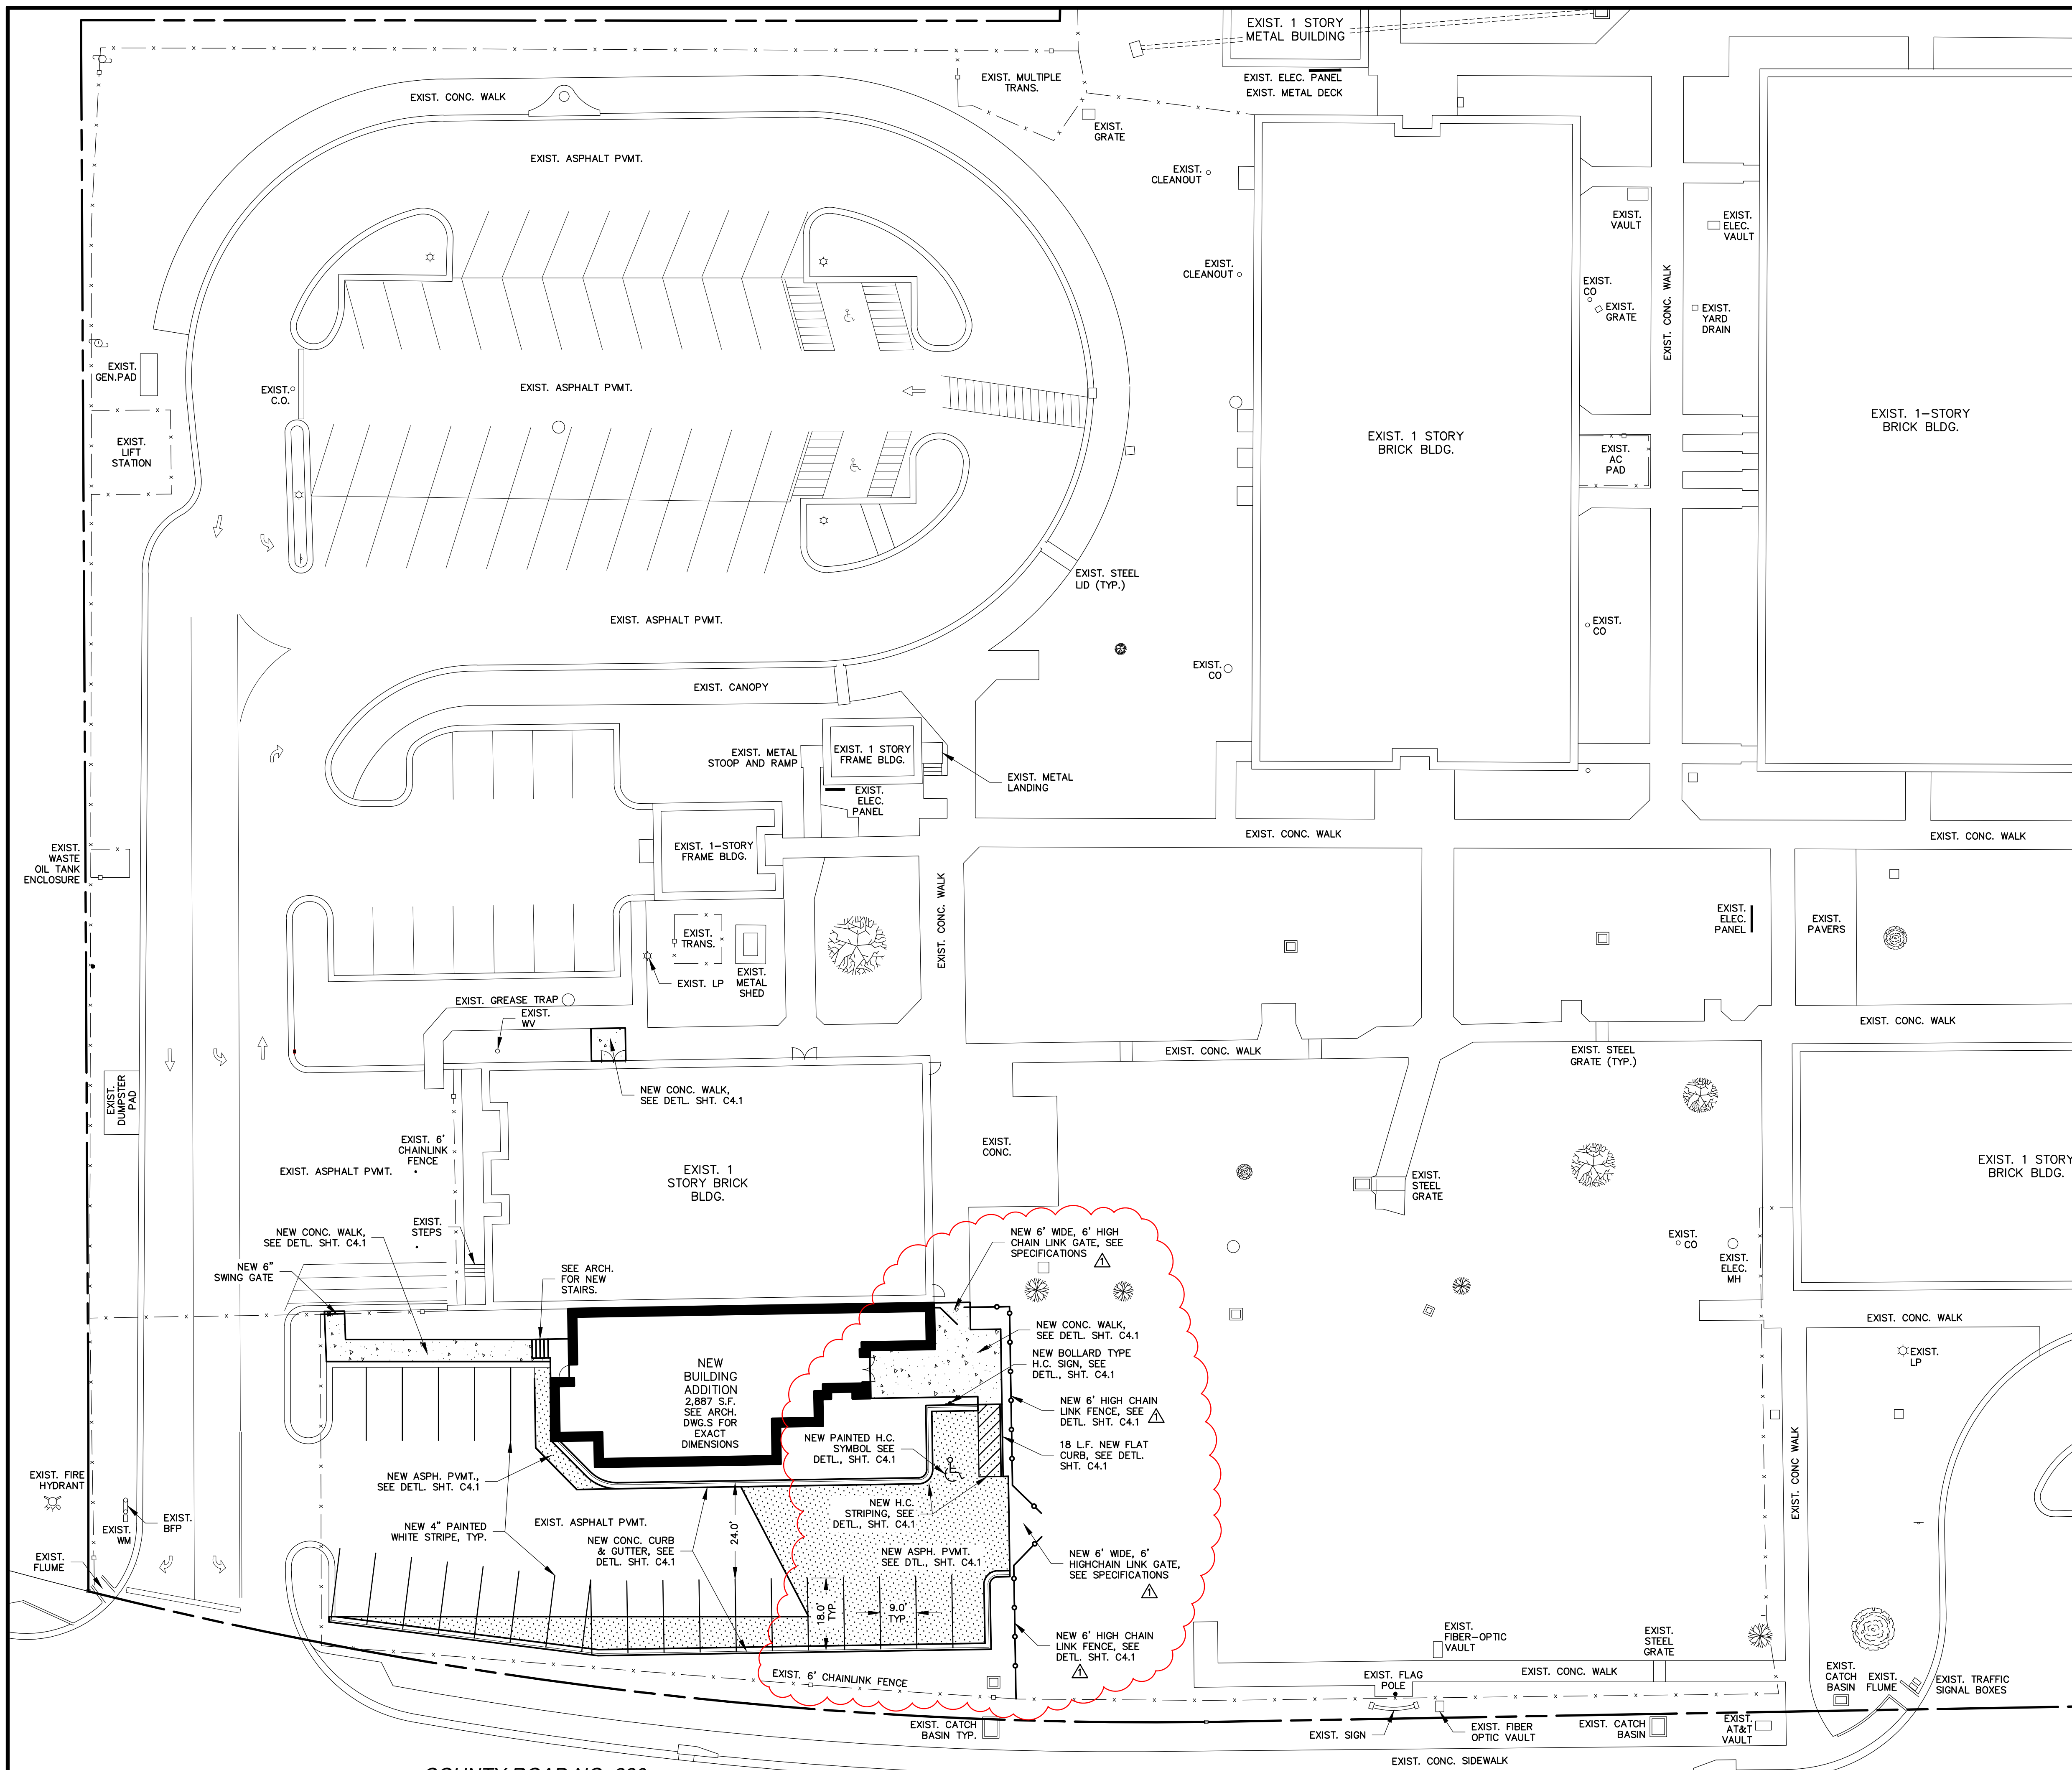 EXIST. 1 STORY
METAL BUILDING
EXIST. MULTIPLE
TRANS.
EXIST. ELEC. PANEL
EXIST. METAL DECK
EXIST. CONC. WALK
EXIST.
GRATE
EXIST. ASPHALT PVMT.
EXIST.
CLEANOUT
EXIST.
VAULT
EXIST.
ELEC.
VAULT
EXIST.
CLEANOUT
EXIST.
CO
EXIST.
GRATE
EXIST. CONC. WALK
EXIST.
YARD
DRAIN
EXIST.
GEN.PAD
EXIST.
C.O.
EXIST. ASPHALT PVMT.
EXIST.
LIFT
STATION
EXIST. 1 STORY
BRICK BLDG.
EXIST.
AC
PAD
EXIST. 1-STORY
BRICK BLDG.
EXIST. STEEL
LID (TYP.)
EXIST. ASPHALT PVMT.
EXIST.
CO
EXIST.
CO
EXIST. CANOPY
EXIST. METAL
STOOP AND RAMP
EXIST. 1 STORY
FRAME BLDG.
EXIST. METAL
LANDING
EXIST.
ELEC.
PANEL
EXIST.
WASTE
OIL TANK
ENCLOSURE
EXIST. 1-STORY
FRAME BLDG.
EXIST. CONC. WALK
EXIST. CONC. WALK
EXIST. CONC. WALK
EXIST.
TRANS.
EXIST. LP
EXIST.
METAL
SHED
EXIST.
ELEC.
PANEL
EXIST.
PAVERS
EXIST. GREASE TRAP
EXIST.
WV
EXIST. CONC. WALK
EXIST. CONC. WALK
EXIST. STEEL
GRATE (TYP.)
EXIST.
DUMPSTER
PAD
NEW CONC. WALK,
SEE DETL. SHT. C4.1
EXIST. 6'
CHAINLINK
FENCE
EXIST. ASPHALT PVMT.
EXIST. 1
STORY BRICK
BLDG.
EXIST.
CONC.
EXIST.
STEEL
GRATE
EXIST. 1 STORY
BRICK BLDG.
NEW CONC. WALK,
SEE DETL. SHT. C4.1
EXIST.
STEPS
NEW 6"
SWING GATE
SEE ARCH.
FOR NEW
STAIRS.
NEW 6' WIDE, 6' HIGH
CHAIN LINK GATE, SEE
SPECIFICATIONS
1
EXIST.
CO
EXIST.
ELEC.
MH
NEW CONC. WALK,
SEE DETL. SHT. C4.1
NEW BOLLARD TYPE
H.C. SIGN, SEE
DETL., SHT. C4.1
EXIST. CONC. WALK
EXIST.
LP
NEW
BUILDING
ADDITION
2,887 S.F.
SEE ARCH.
DWG.S FOR
EXACT
DIMENSIONS
NEW 6' HIGH CHAIN
LINK FENCE, SEE
DETL. SHT. C4.1
1
NEW PAINTED H.C.
SYMBOL SEE
DETL., SHT. C4.1
18 L.F. NEW FLAT
CURB, SEE DETL.
SHT. C4.1
EXIST. CONC WALK
EXIST. FIRE
HYDRANT
NEW ASPH. PVMT.,
SEE DETL. SHT. C4.1
NEW H.C.
STRIPING, SEE
DETL., SHT. C4.1
EXIST.
WM
EXIST.
BFP
NEW 4" PAINTED
WHITE STRIPE, TYP.
EXIST. ASPHALT PVMT.
NEW CONC. CURB
& GUTTER, SEE
DETL. SHT. C4.1
24.0'
NEW ASPH. PVMT.
SEE DTL., SHT. C4.1
NEW 6' WIDE, 6'
HIGHCHAIN LINK GATE,
SEE SPECIFICATIONS
1
EXIST.
FLUME
18.0'
TYP.
9.0'
TYP.
NEW 6' HIGH CHAIN
LINK FENCE, SEE
DETL. SHT. C4.1
1
EXIST.
FIBER-OPTIC
VAULT
EXIST.
STEEL
GRATE
EXIST. 6' CHAINLINK FENCE
EXIST. FLAG
POLE
EXIST. CONC. WALK
EXIST.
CATCH
BASIN
EXIST.
FLUME
EXIST. TRAFFIC
SIGNAL BOXES
EXIST. CATCH
BASIN TYP.
EXIST. SIGN
EXIST. FIBER
OPTIC VAULT
EXIST. CATCH
BASIN
EXIST.
AT&T
VAULT
EXIST. CONC. SIDEWALK
COUNTY ROAD NO.